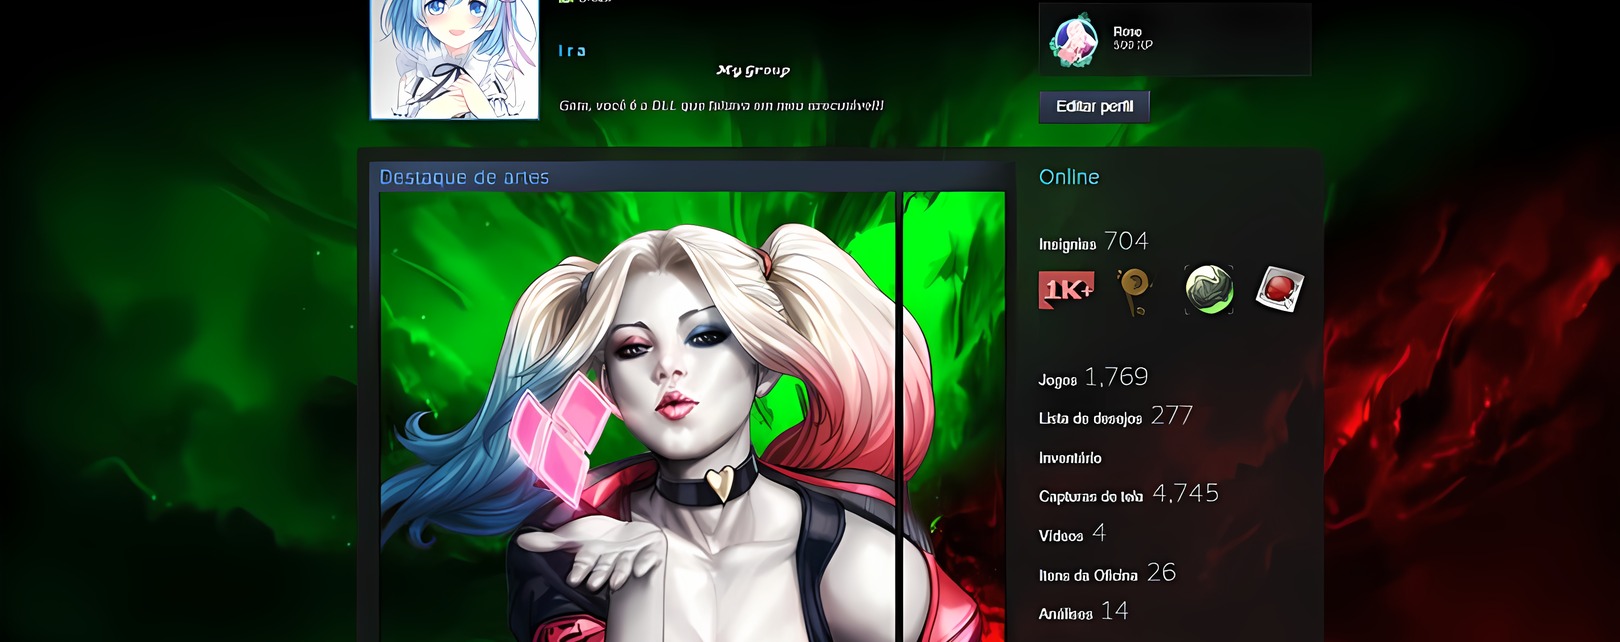 Ira
My Group
Gata, você é a DLL que faltava em meu executável!!!
500 XP
Editar perfil
Destaque de artes
Online
Insígnias 704
1K+
Jogos 1,769
Lista de desejos 277
Inventário
Capturas de tela 4,745
Vídeos 4
Itens da Oficina 26
Análises 14